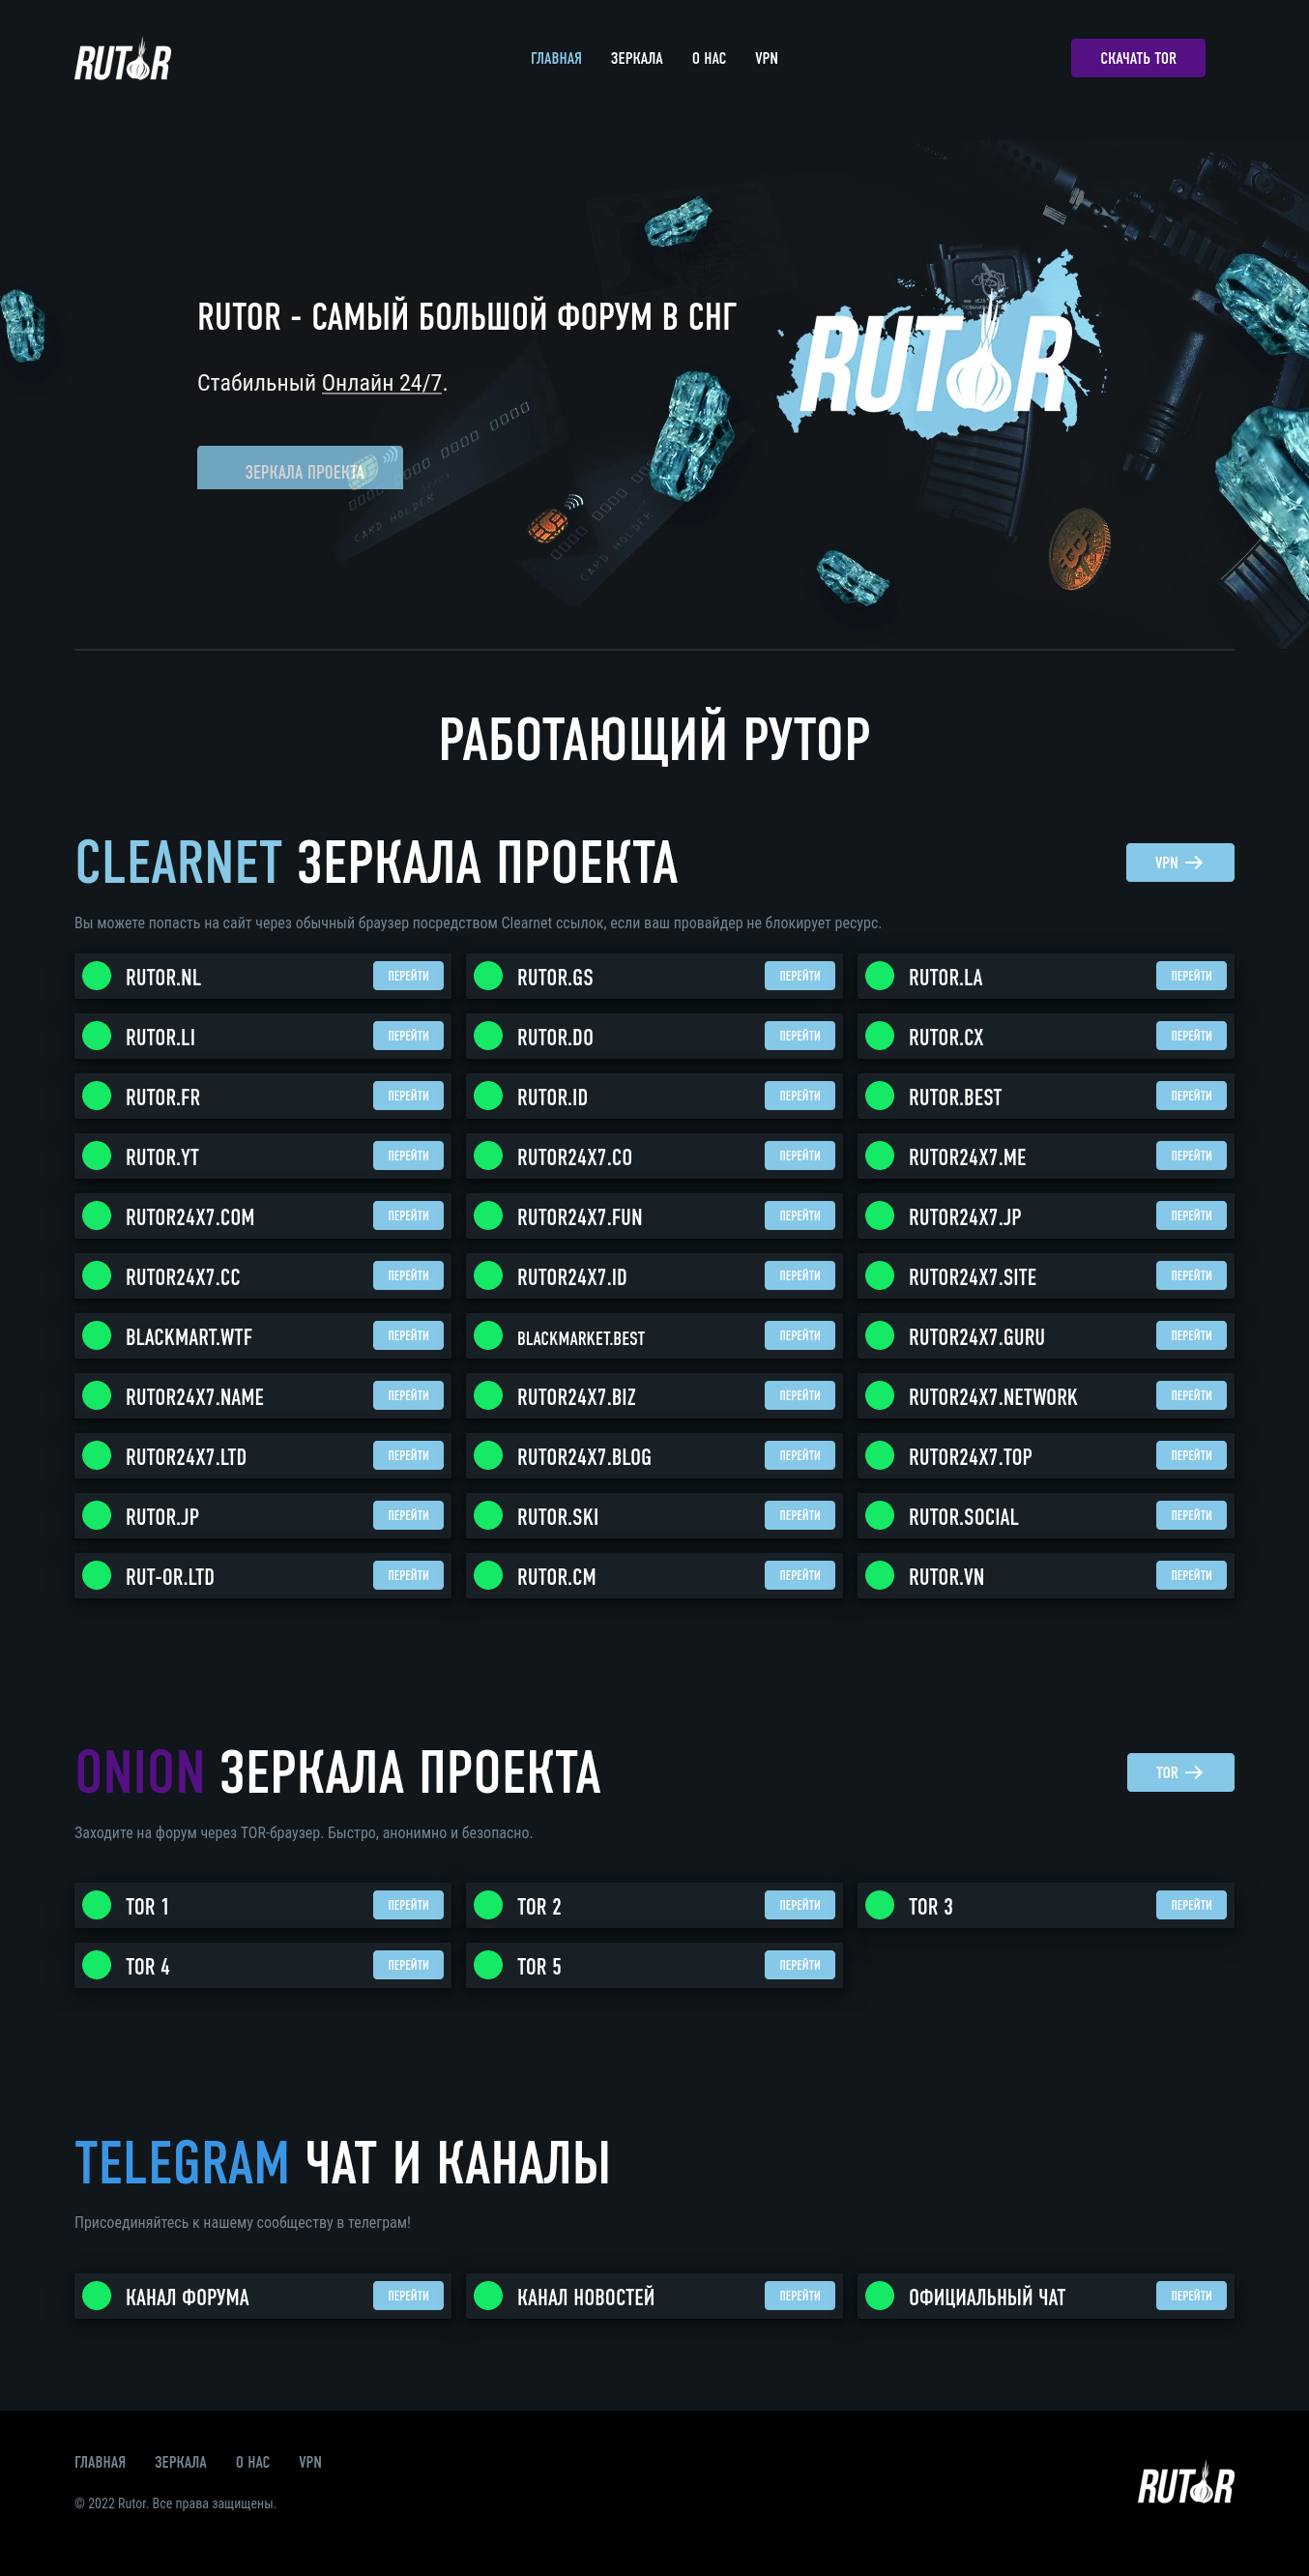 RUTOR
ГЛАВНАЯ ЗЕРКАЛА О НАС VPN
СКАЧАТЬ TOR
RUTOR - САМЫЙ БОЛЬШОЙ ФОРУМ В СНГ
Стабильный Онлайн 24/7.
ЗЕРКАЛА ПРОЕКТА
RUTOR
CARD HOLDER
CARD HOLDER
РАБОТАЮЩИЙ РУТОР
CLEARNET ЗЕРКАЛА ПРОЕКТА
VPN →
Вы можете попасть на сайт через обычный браузер посредством Clearnet ссылок, если ваш провайдер не блокирует ресурс.
RUTOR.NL ПЕРЕЙТИ RUTOR.GS ПЕРЕЙТИ RUTOR.LA ПЕРЕЙТИ
RUTOR.LI ПЕРЕЙТИ RUTOR.DO ПЕРЕЙТИ RUTOR.CX ПЕРЕЙТИ
RUTOR.FR ПЕРЕЙТИ RUTOR.ID ПЕРЕЙТИ RUTOR.BEST ПЕРЕЙТИ
RUTOR.YT ПЕРЕЙТИ RUTOR24X7.CO ПЕРЕЙТИ RUTOR24X7.ME ПЕРЕЙТИ
RUTOR24X7.COM ПЕРЕЙТИ RUTOR24X7.FUN ПЕРЕЙТИ RUTOR24X7.JP ПЕРЕЙТИ
RUTOR24X7.CC ПЕРЕЙТИ RUTOR24X7.ID ПЕРЕЙТИ RUTOR24X7.SITE ПЕРЕЙТИ
BLACKMART.WTF ПЕРЕЙТИ BLACKMARKET.BEST ПЕРЕЙТИ RUTOR24X7.GURU ПЕРЕЙТИ
RUTOR24X7.NAME ПЕРЕЙТИ RUTOR24X7.BIZ ПЕРЕЙТИ RUTOR24X7.NETWORK ПЕРЕЙТИ
RUTOR24X7.LTD ПЕРЕЙТИ RUTOR24X7.BLOG ПЕРЕЙТИ RUTOR24X7.TOP ПЕРЕЙТИ
RUTOR.JP ПЕРЕЙТИ RUTOR.SKI ПЕРЕЙТИ RUTOR.SOCIAL ПЕРЕЙТИ
RUT-OR.LTD ПЕРЕЙТИ RUTOR.CM ПЕРЕЙТИ RUTOR.VN ПЕРЕЙТИ
ONION ЗЕРКАЛА ПРОЕКТА
TOR →
Заходите на форум через TOR-браузер. Быстро, анонимно и безопасно.
TOR 1 ПЕРЕЙТИ TOR 2 ПЕРЕЙТИ TOR 3 ПЕРЕЙТИ
TOR 4 ПЕРЕЙТИ TOR 5 ПЕРЕЙТИ
TELEGRAM ЧАТ И КАНАЛЫ
Присоединяйтесь к нашему сообществу в телеграм!
КАНАЛ ФОРУМА ПЕРЕЙТИ КАНАЛ НОВОСТЕЙ ПЕРЕЙТИ ОФИЦИАЛЬНЫЙ ЧАТ ПЕРЕЙТИ
ГЛАВНАЯ ЗЕРКАЛА О НАС VPN
© 2022 Rutor. Все права защищены.
RUTOR